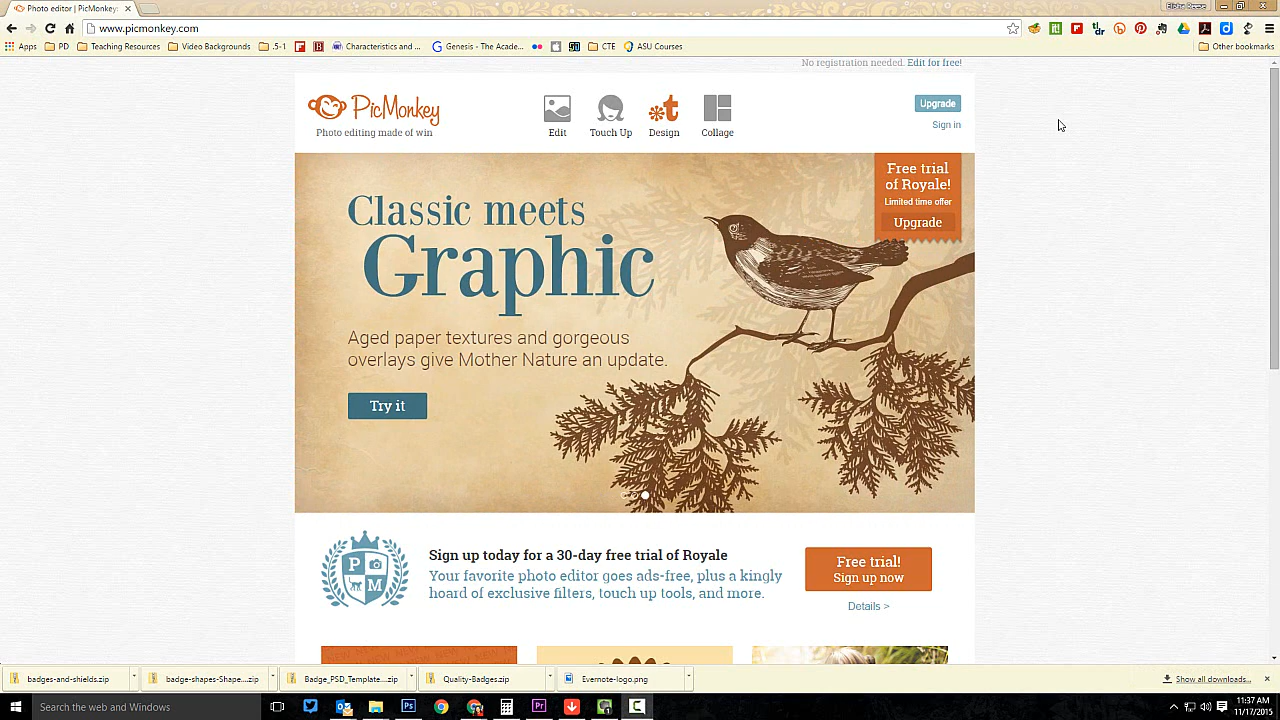 Photo editor | PicMonkey:
Elisha Reese
www.picmonkey.com
Apps
PD
Teaching Resources
Video Backgrounds
.5-1
Characteristics and ...
Genesis - The Acade...
CTE
ASU Courses
Other bookmarks
No registration needed. Edit for free!
PicMonkey
Photo editing made of win
Edit
Touch Up
Design
Collage
Upgrade
Sign in
Free trial
of Royale!
Limited time offer
Upgrade
Classic meets
Graphic
Aged paper textures and gorgeous
overlays give Mother Nature an update.
Try it
P
M
Sign up today for a 30-day free trial of Royale
Your favorite photo editor goes ads-free, plus a kingly
hoard of exclusive filters, touch up tools, and more.
Free trial!
Sign up now
Details >
badges-and-shields.zip
badge-shapes-Shape....zip
Badge_PSD_Template....zip
Quality-Badges.zip
Evernote-logo.png
Show all downloads...
Search the web and Windows
11:37 AM
11/17/2015